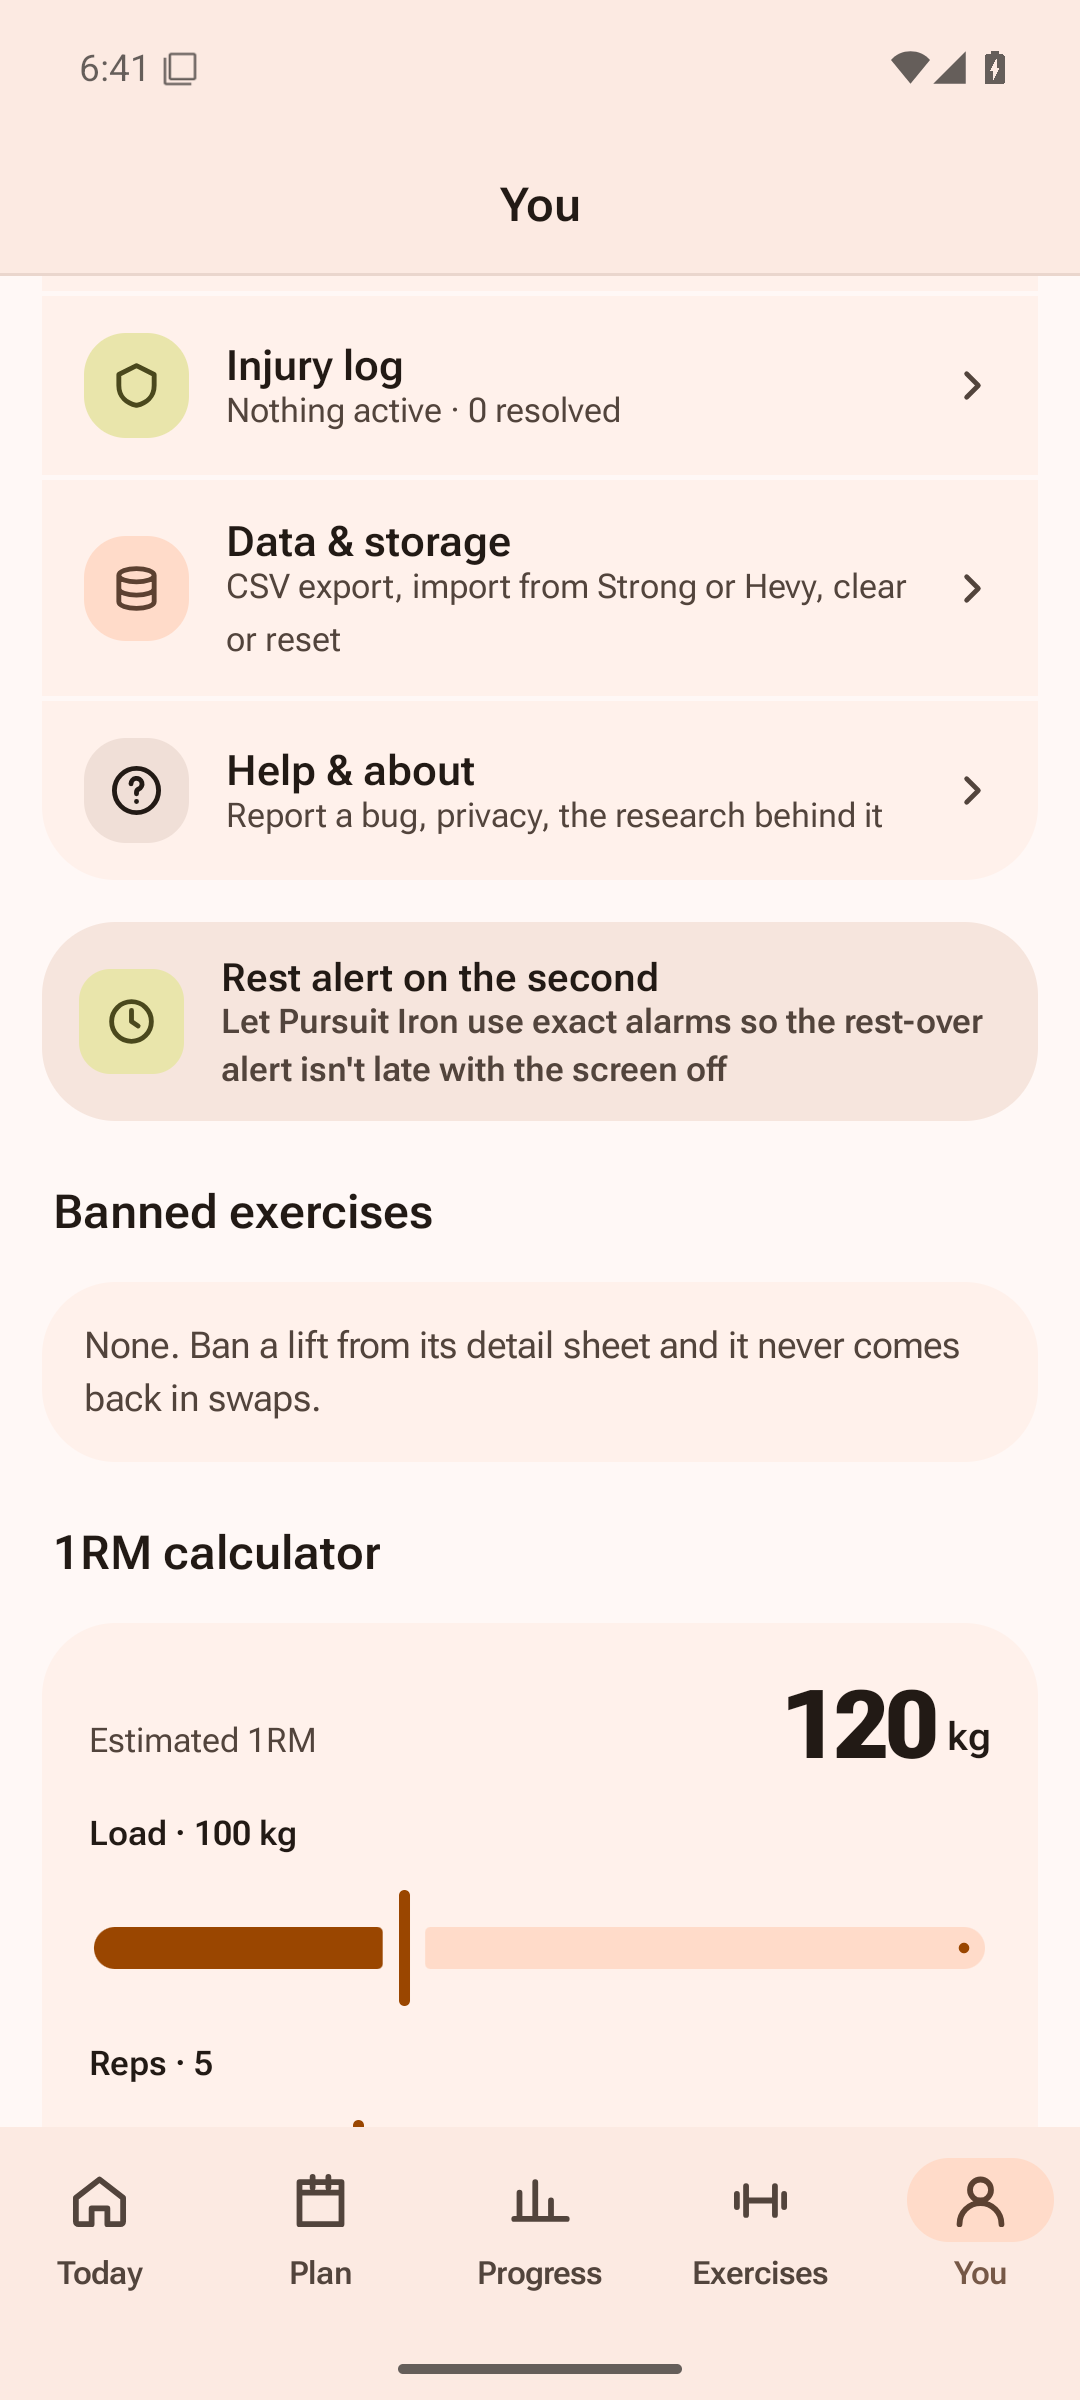 6:41
You
Injury log
Nothing active · 0 resolved
Data & storage
CSV export, import from Strong or Hevy, clear
or reset
Help & about
Report a bug, privacy, the research behind it
Rest alert on the second
Let Pursuit Iron use exact alarms so the rest-over
alert isn't late with the screen off
Banned exercises
None. Ban a lift from its detail sheet and it never comes
back in swaps.
1RM calculator
Estimated 1RM
120 kg
Load · 100 kg
Reps · 5
Today
Plan
Progress
Exercises
You